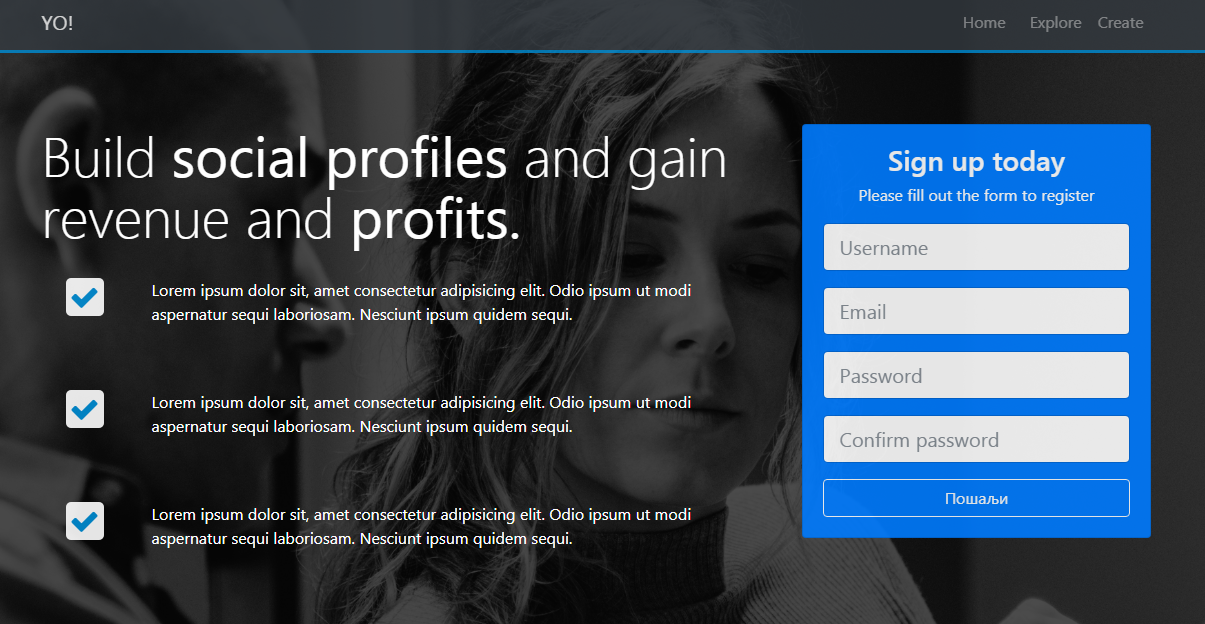 YO!
Home Explore Create
Build social profiles and gain
revenue and profits.
Lorem ipsum dolor sit, amet consectetur adipisicing elit. Odio ipsum ut modi
aspernatur sequi laboriosam. Nesciunt ipsum quidem sequi.
Lorem ipsum dolor sit, amet consectetur adipisicing elit. Odio ipsum ut modi
aspernatur sequi laboriosam. Nesciunt ipsum quidem sequi.
Lorem ipsum dolor sit, amet consectetur adipisicing elit. Odio ipsum ut modi
aspernatur sequi laboriosam. Nesciunt ipsum quidem sequi.
Sign up today
Please fill out the form to register
Username
Email
Password
Confirm password
Пошаљи